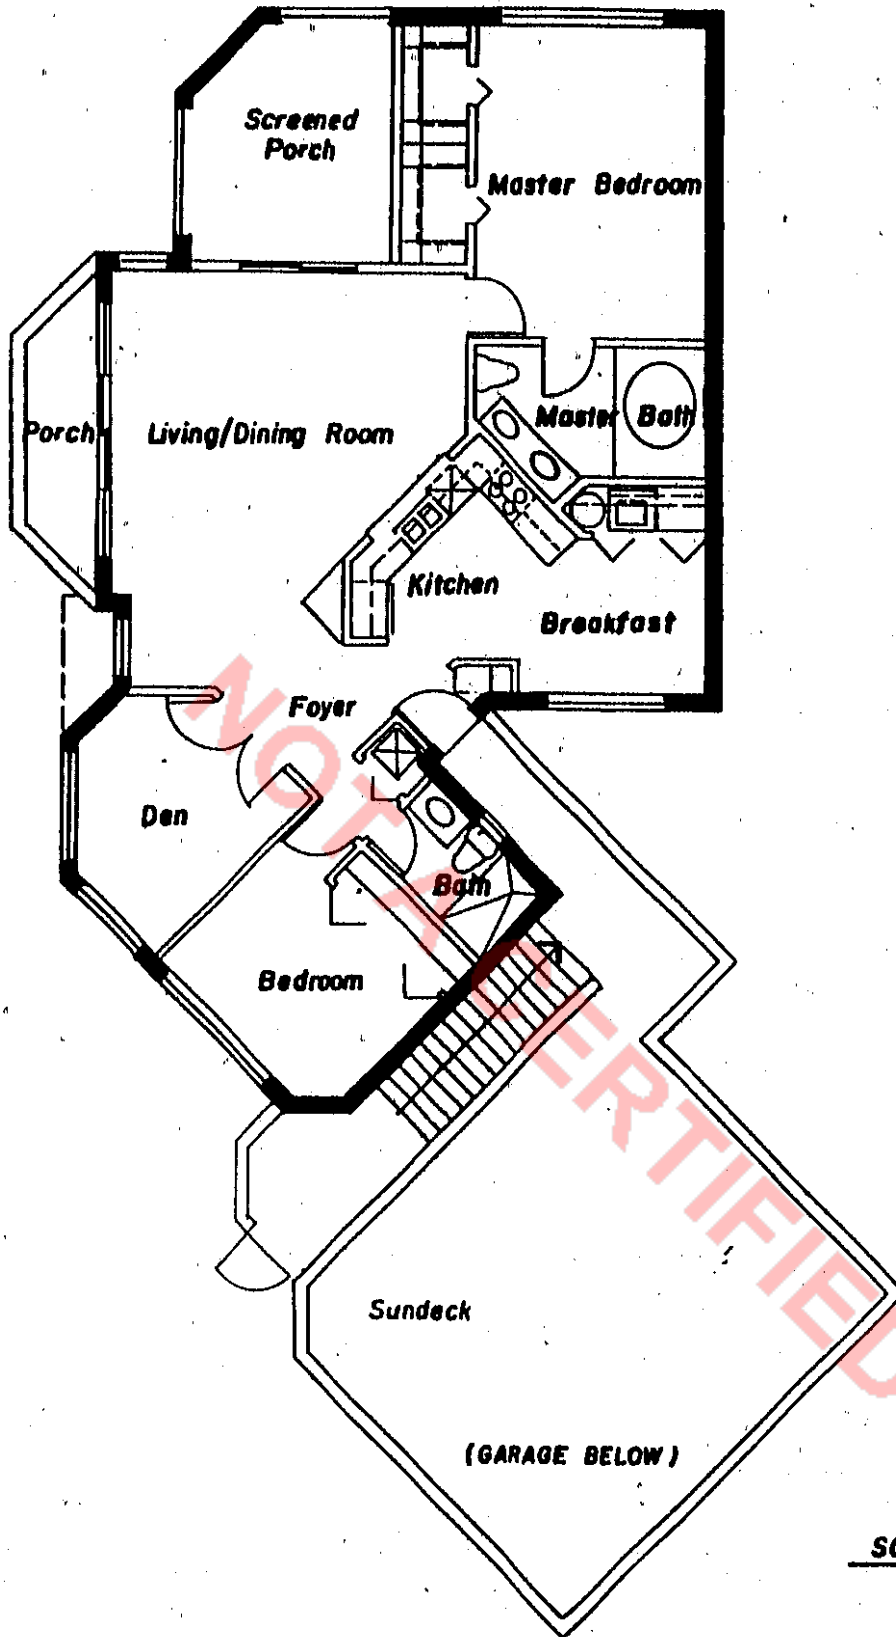 Screened
Porch
Master Bedroom
Porch
Living/Dining Room
Master Bath
Kitchen
Breakfast
Foyer
Den
Bath
Bedroom
Sundeck
(GARAGE BELOW)
NOT A CERTIFIED